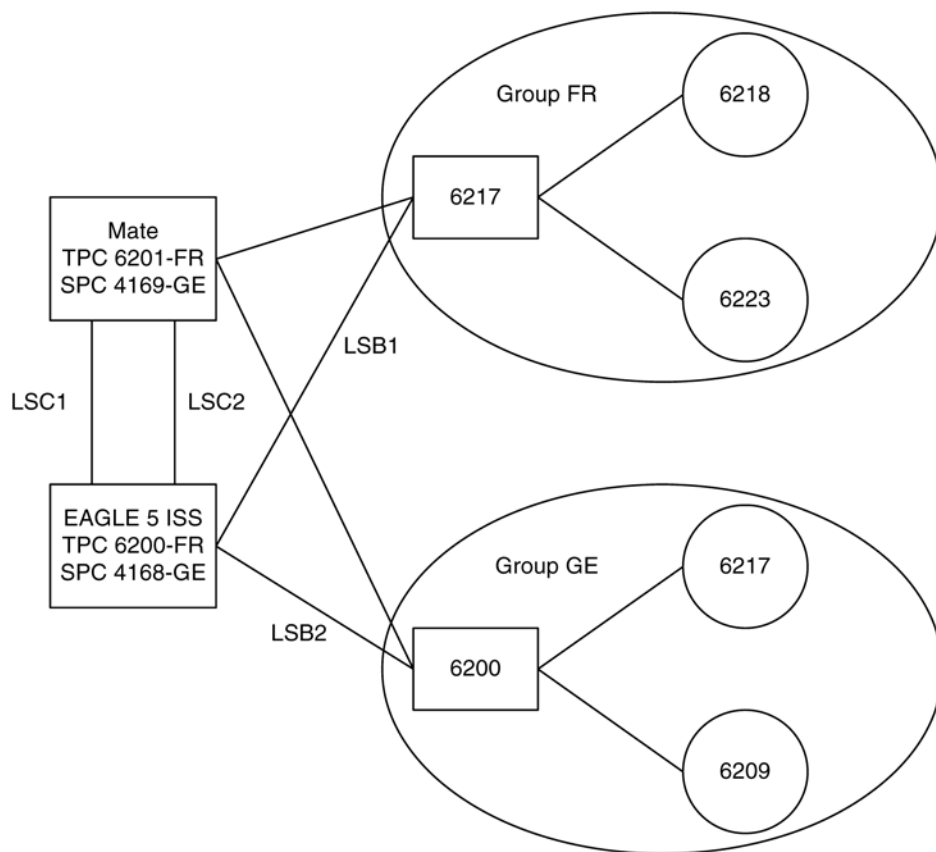 Group FR
6218
6217
Mate
TPC 6201-FR
SPC 4169-GE
6223
LSB1
LSC1
LSC2
EAGLE 5 ISS
TPC 6200-FR
SPC 4168-GE
Group GE
6217
LSB2
6200
6209